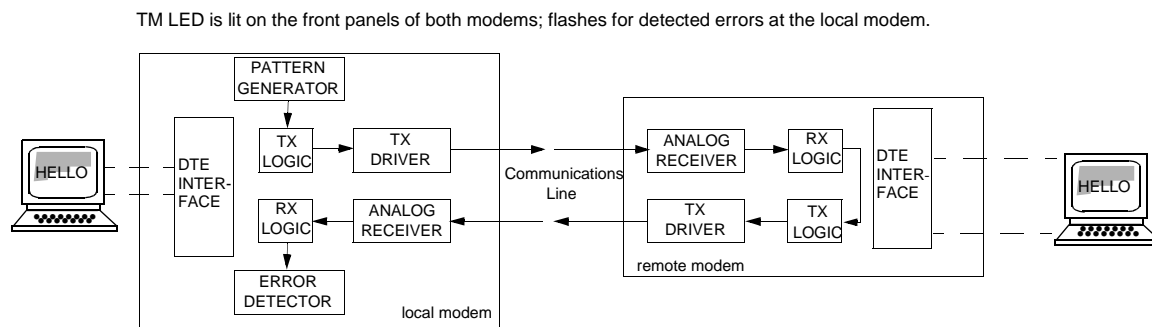 TM LED is lit on the front panels of both modems; flashes for detected errors at the local modem.
PATTERN
GENERATOR
HELLO
DTE
INTER-
FACE
TX
LOGIC
TX
DRIVER
RX
LOGIC
ANALOG
RECEIVER
ERROR
DETECTOR
local modem
Communications
Line
ANALOG
RECEIVER
RX
LOGIC
TX
DRIVER
TX
LOGIC
DTE
INTER-
FACE
remote modem
HELLO